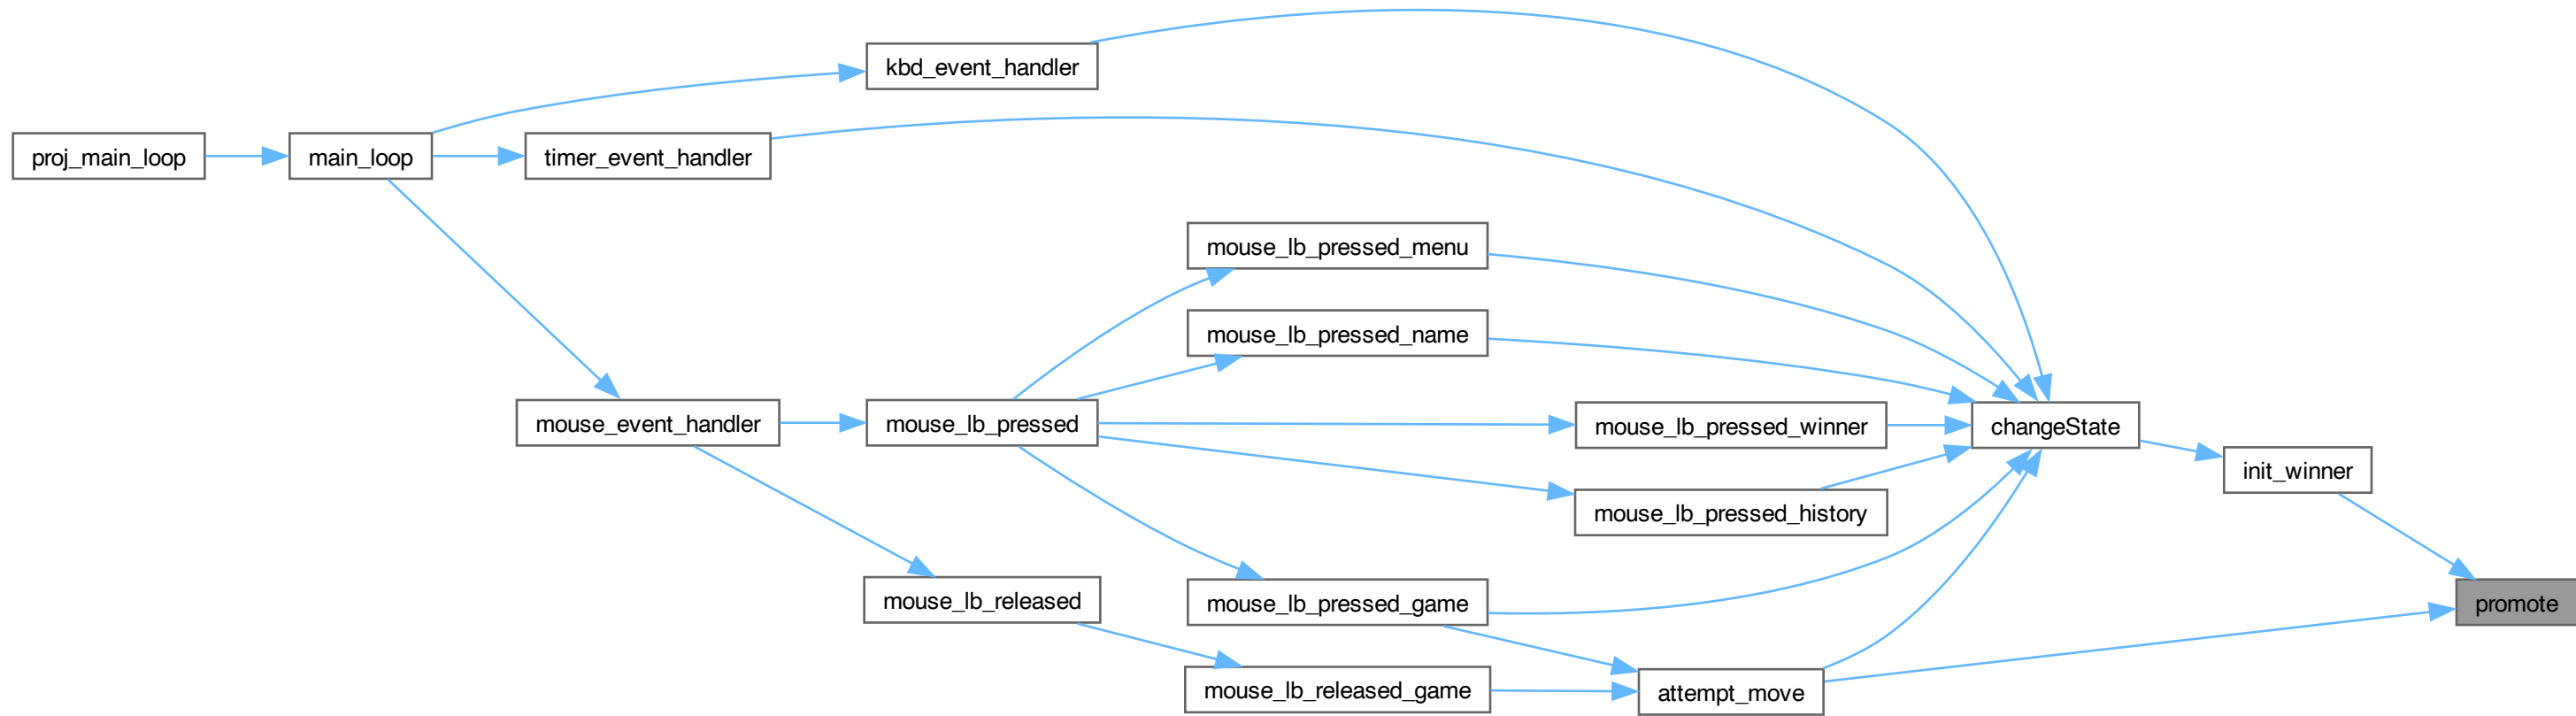 kbd_event_handler
proj_main_loop
main_loop
timer_event_handler
mouse_lb_pressed_menu
mouse_lb_pressed_name
mouse_event_handler
mouse_lb_pressed
mouse_lb_pressed_winner
changeState
init_winner
mouse_lb_pressed_history
mouse_lb_released
mouse_lb_pressed_game
promote
mouse_lb_released_game
attempt_move